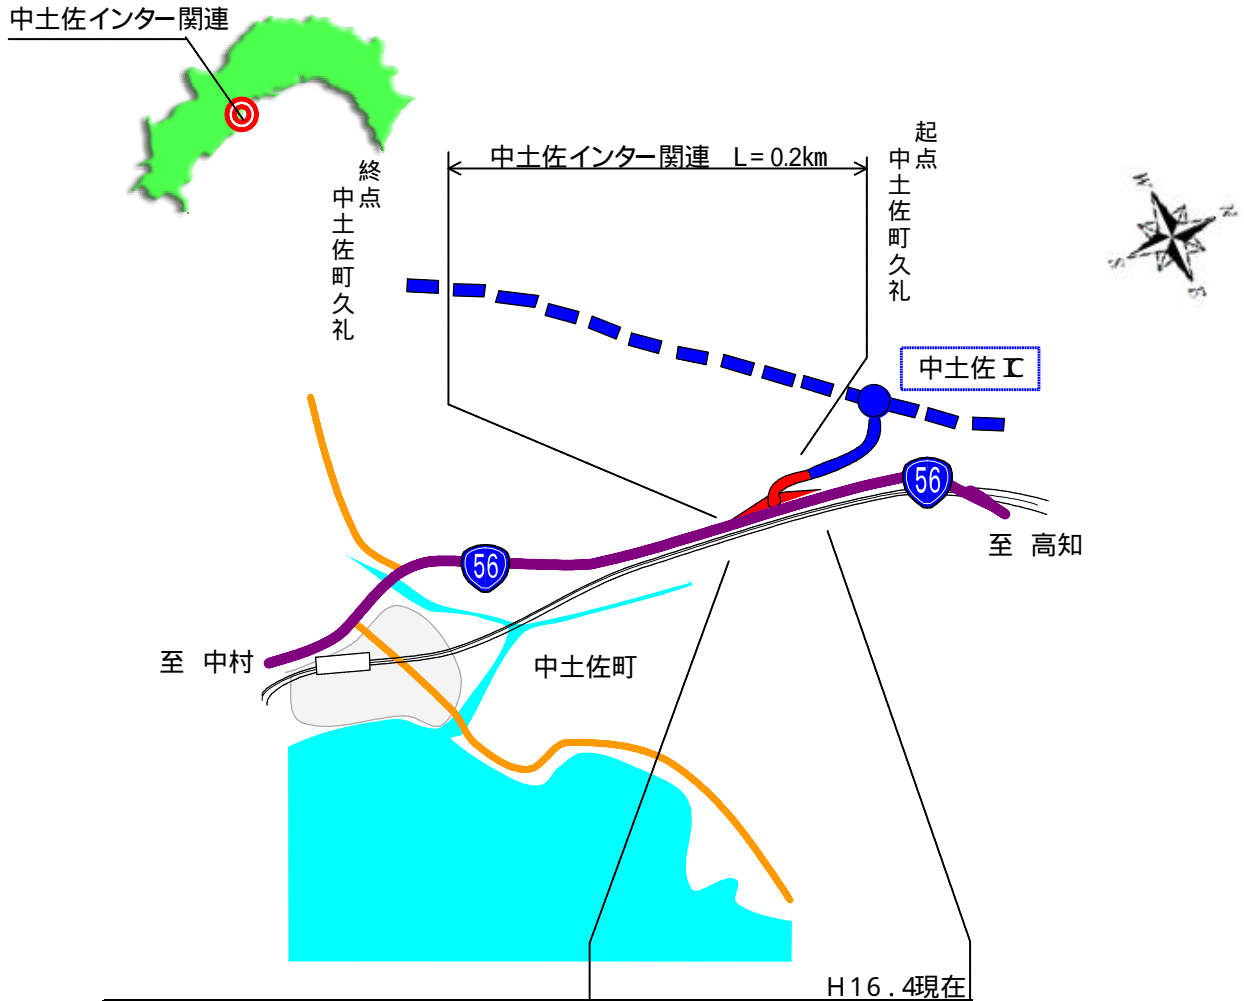 中土佐インター関連
中土佐インター関連 L=0.2km
起点
中土佐町久礼
終点
中土佐町久礼
W
N
S
E
中土佐IC
56
至 高知
56
至 中村
中土佐町
H16.4現在